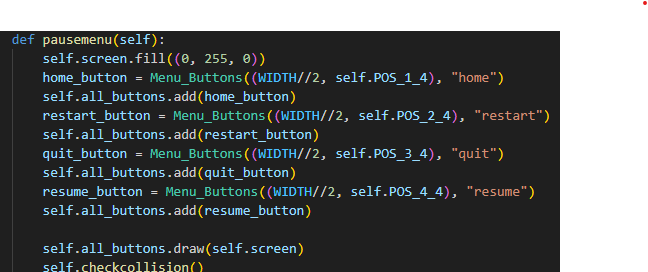 def pausemenu(self):
    self.screen.fill((0, 255, 0))
    home_button = Menu_Buttons((WIDTH//2, self.POS_1_4), "home")
    self.all_buttons.add(home_button)
    restart_button = Menu_Buttons((WIDTH//2, self.POS_2_4), "restart")
    self.all_buttons.add(restart_button)
    quit_button = Menu_Buttons((WIDTH//2, self.POS_3_4), "quit")
    self.all_buttons.add(quit_button)
    resume_button = Menu_Buttons((WIDTH//2, self.POS_4_4), "resume")
    self.all_buttons.add(resume_button)

    self.all_buttons.draw(self.screen)
    self.checkcollision()